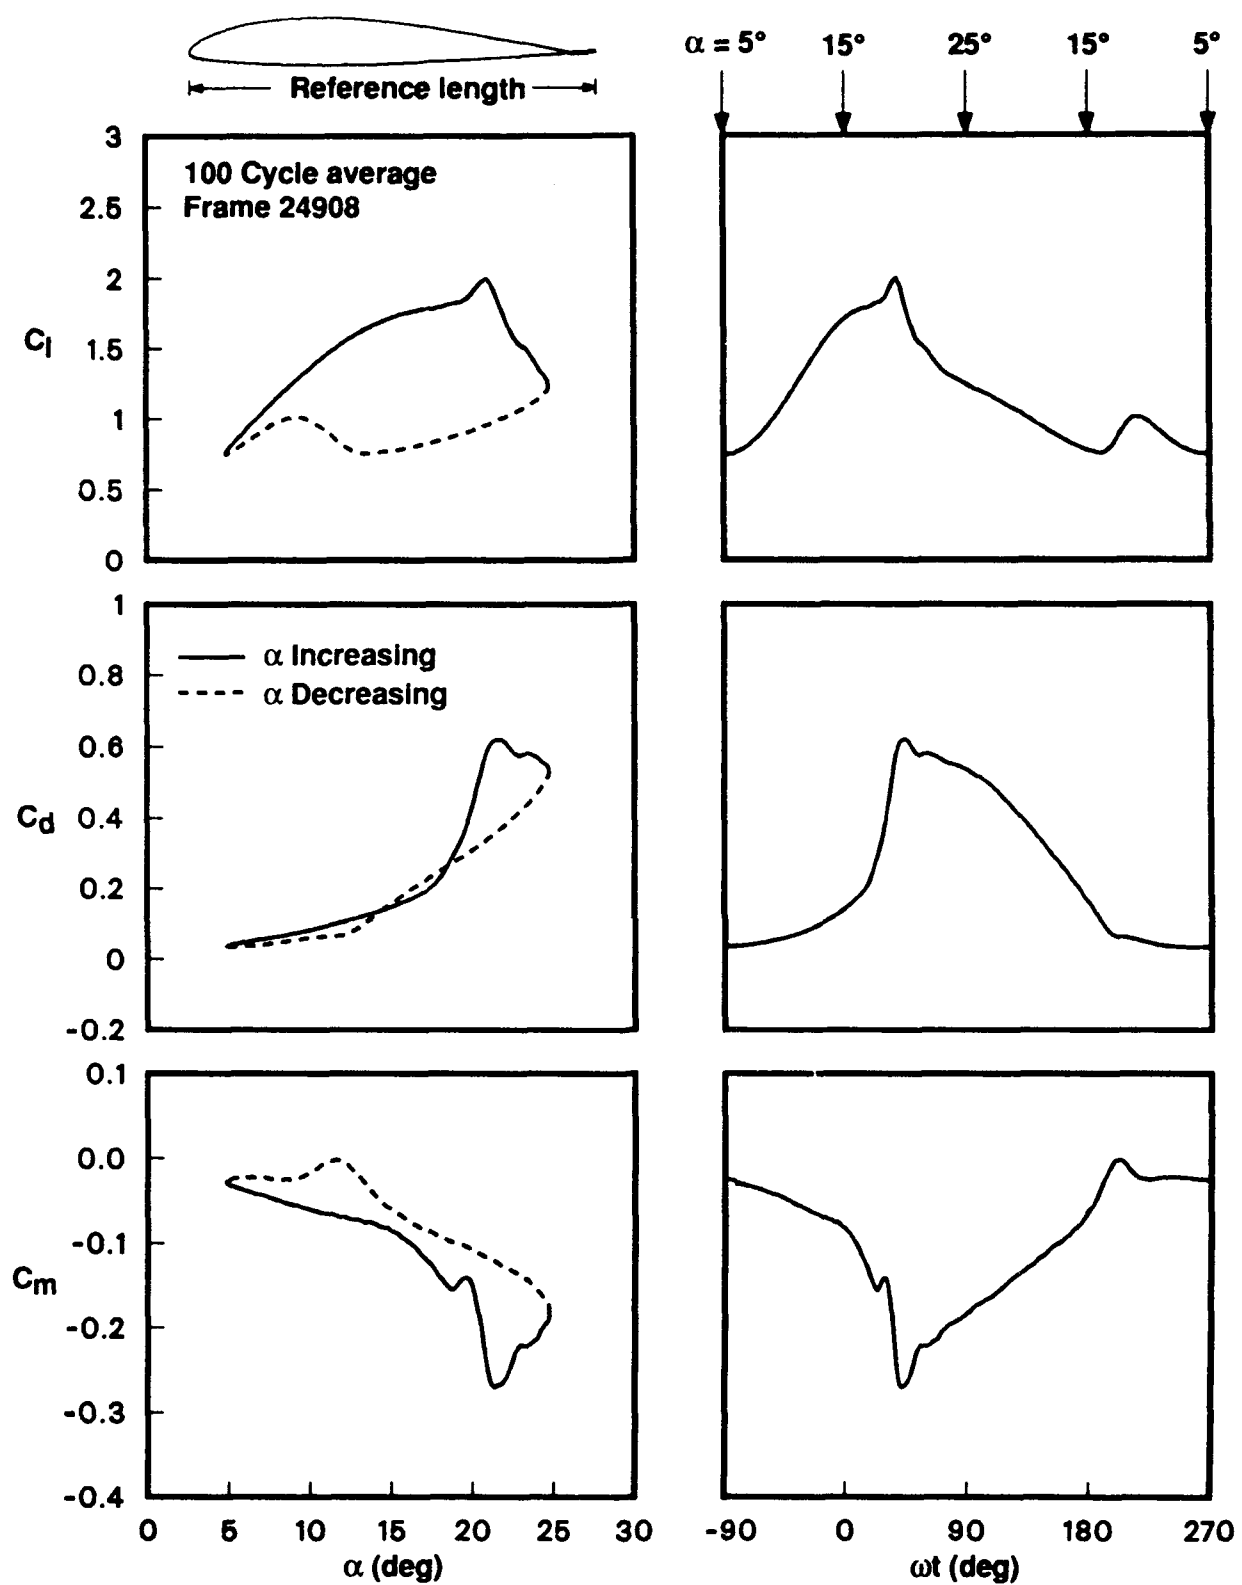 α = 5° 15° 25° 15° 5°
Reference length
3
100 Cycle average
2.5
Frame 24908
2
C_l
1.5
1
0.5
0
1
α Increasing
0.8
α Decreasing
0.6
C_d
0.4
0.2
0
-0.2
0.1
0.0
-0.1
C_m
-0.2
-0.3
-0.4
0 5 10 15 20 25 30
-90 0 90 180 270
α (deg)
ωt (deg)